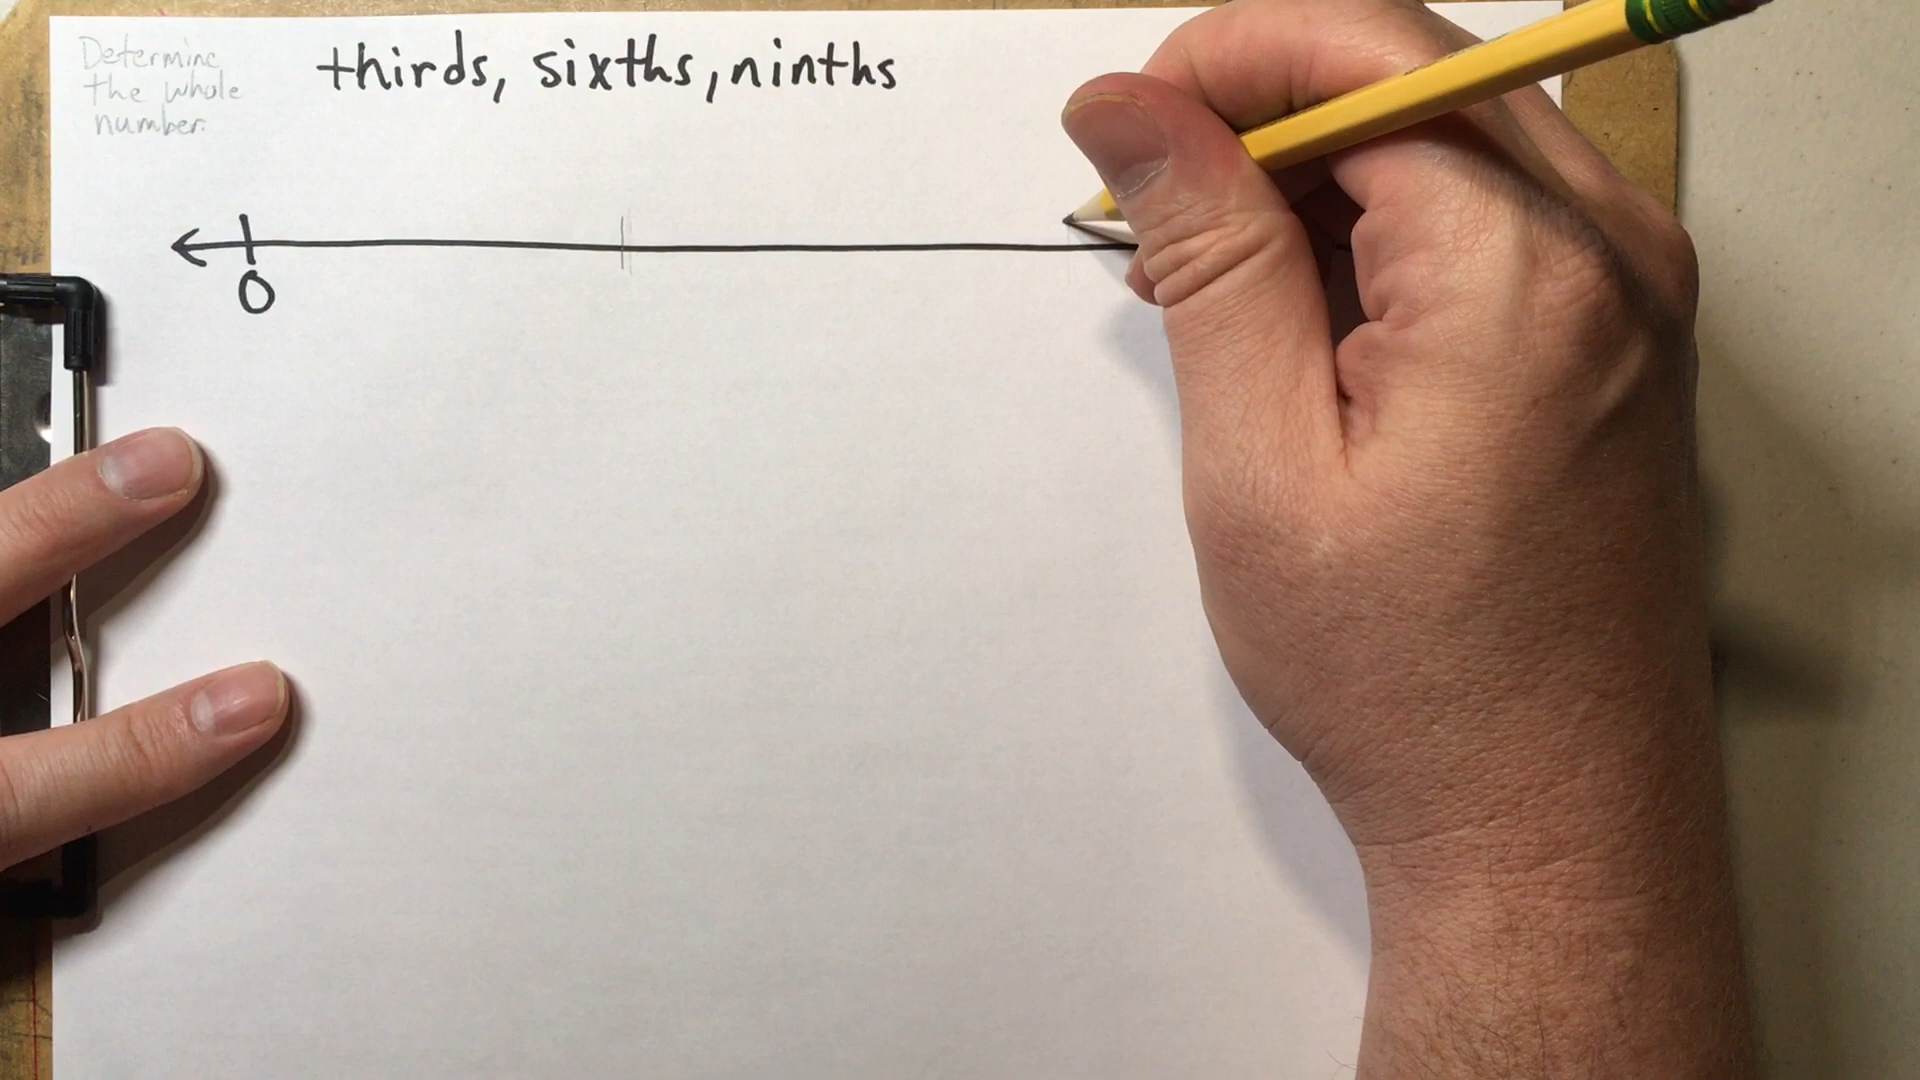 Determine
the whole
number.
thirds, sixths, ninths
0